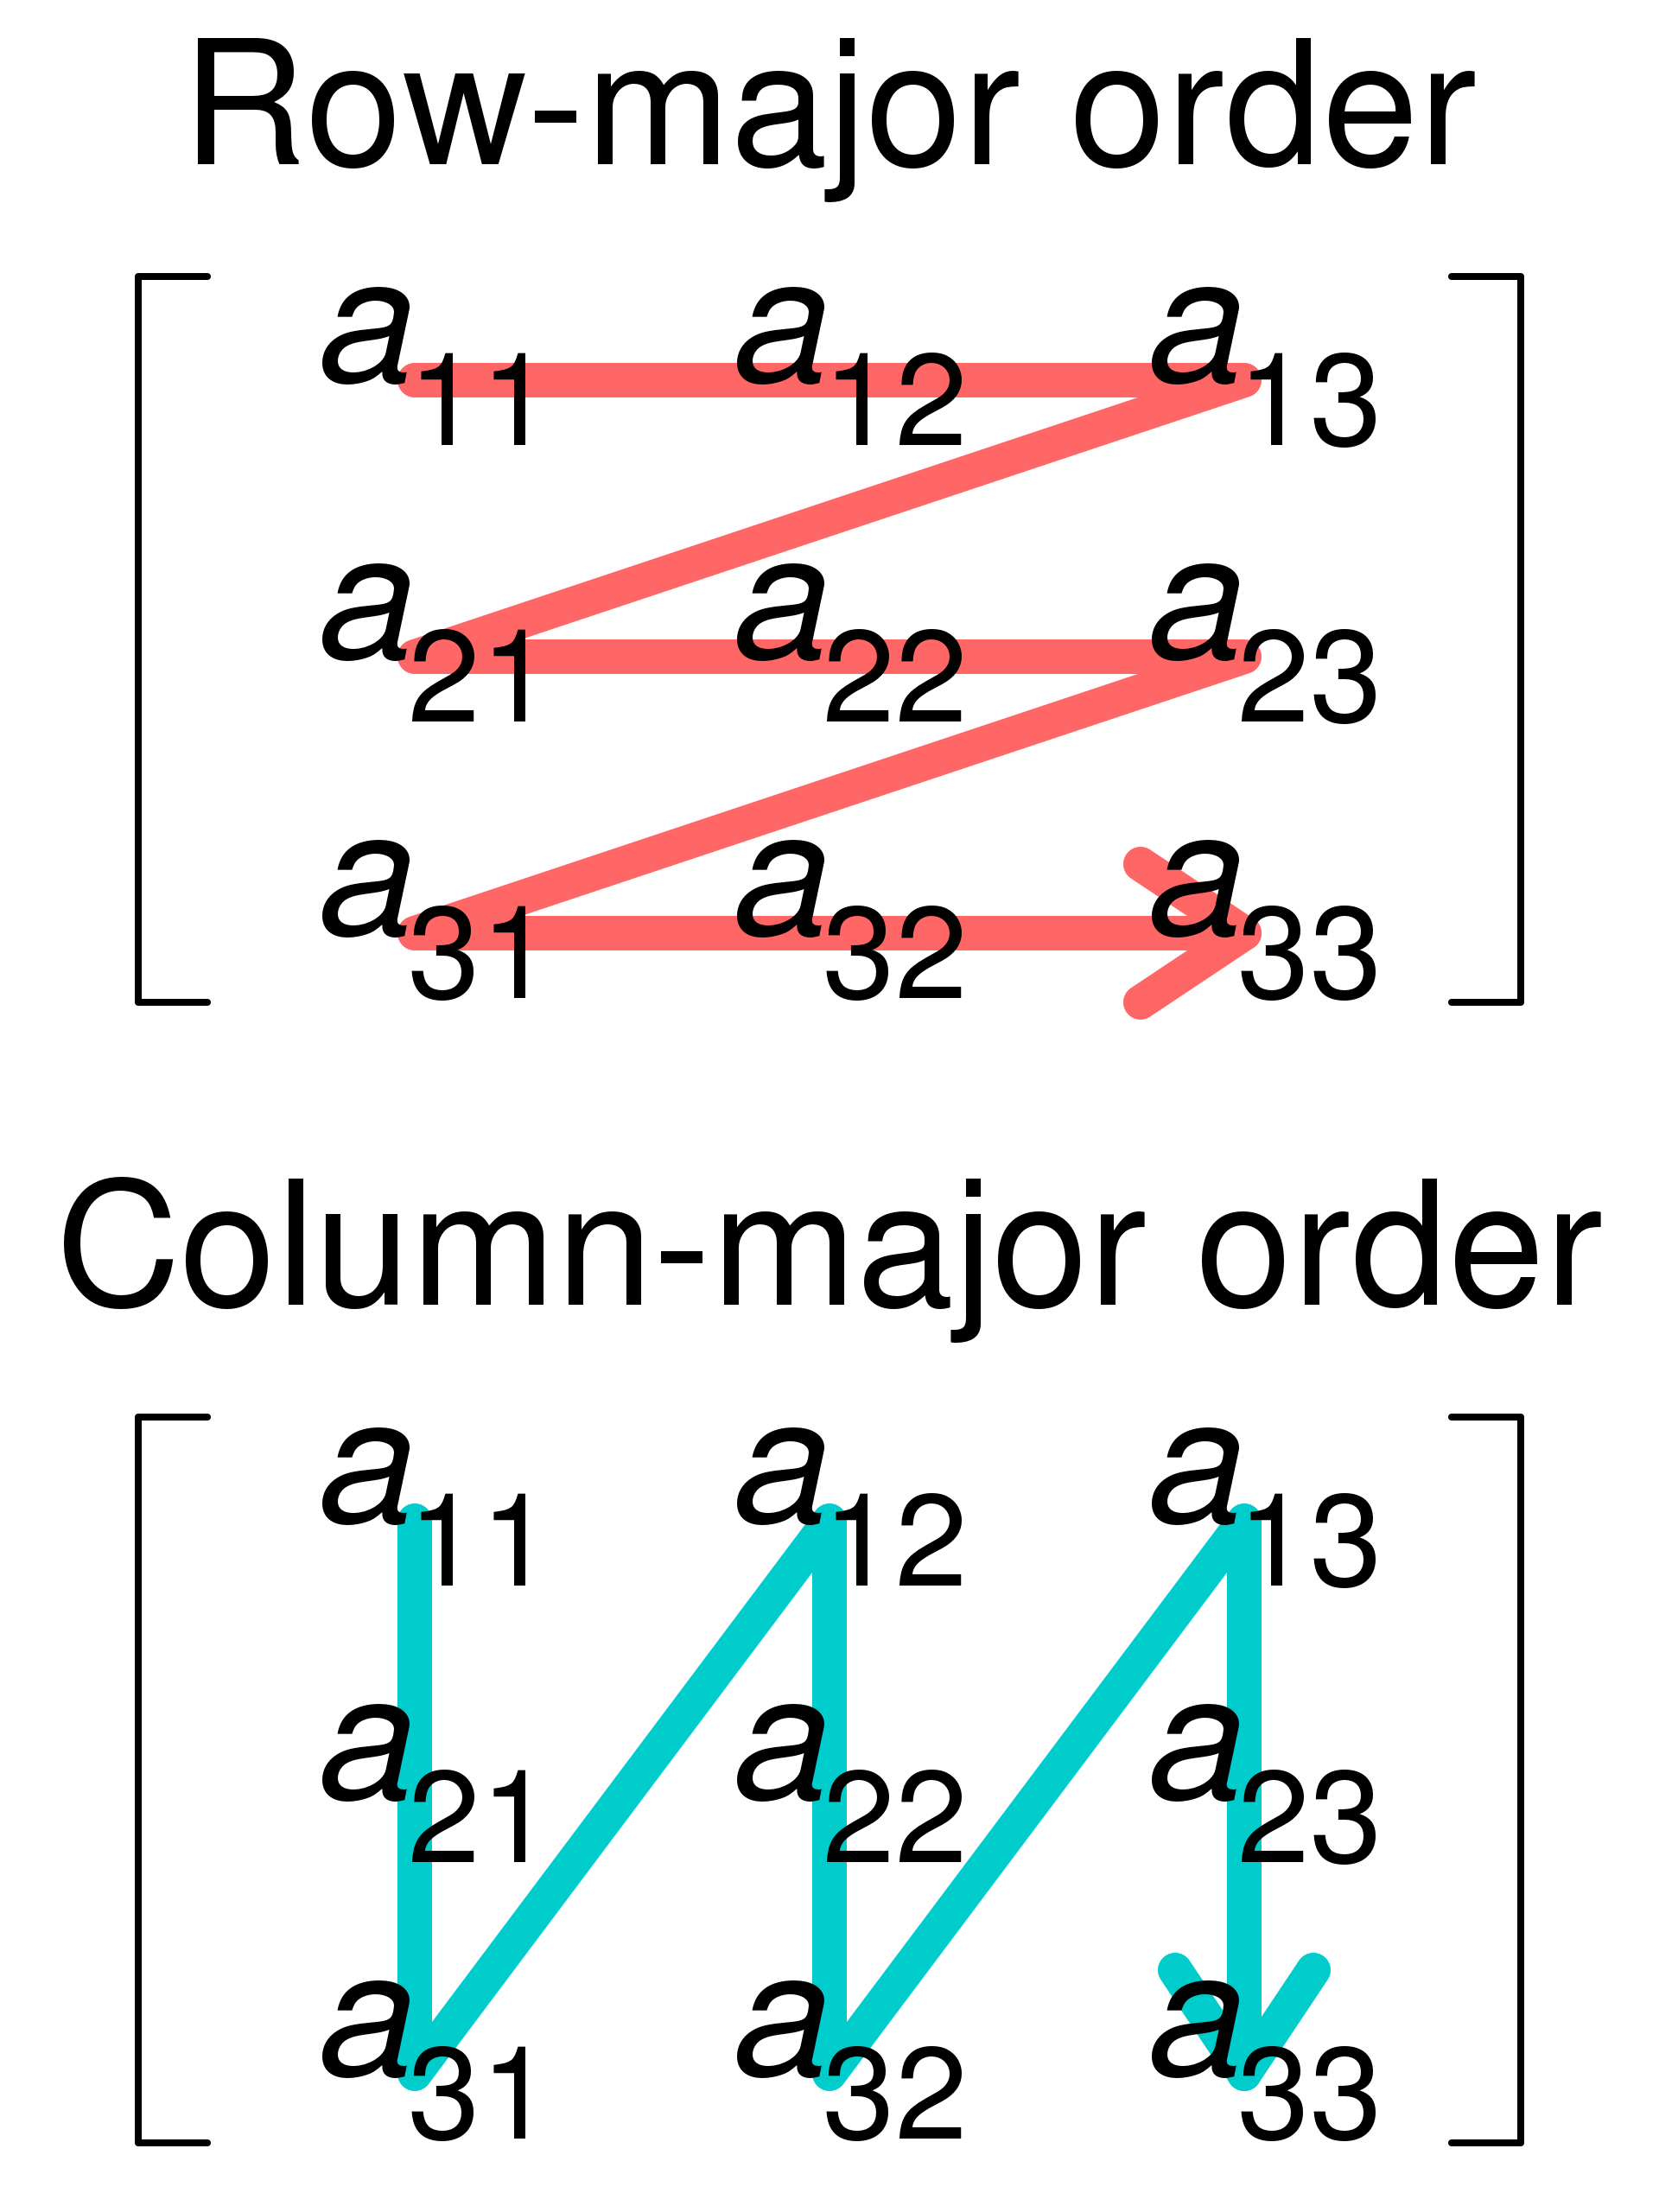 Row-major order
a11 a12 a13
a21 a22 a23
a31 a32 a33
Column-major order
a11 a12 a13
a21 a22 a23
a31 a32 a33